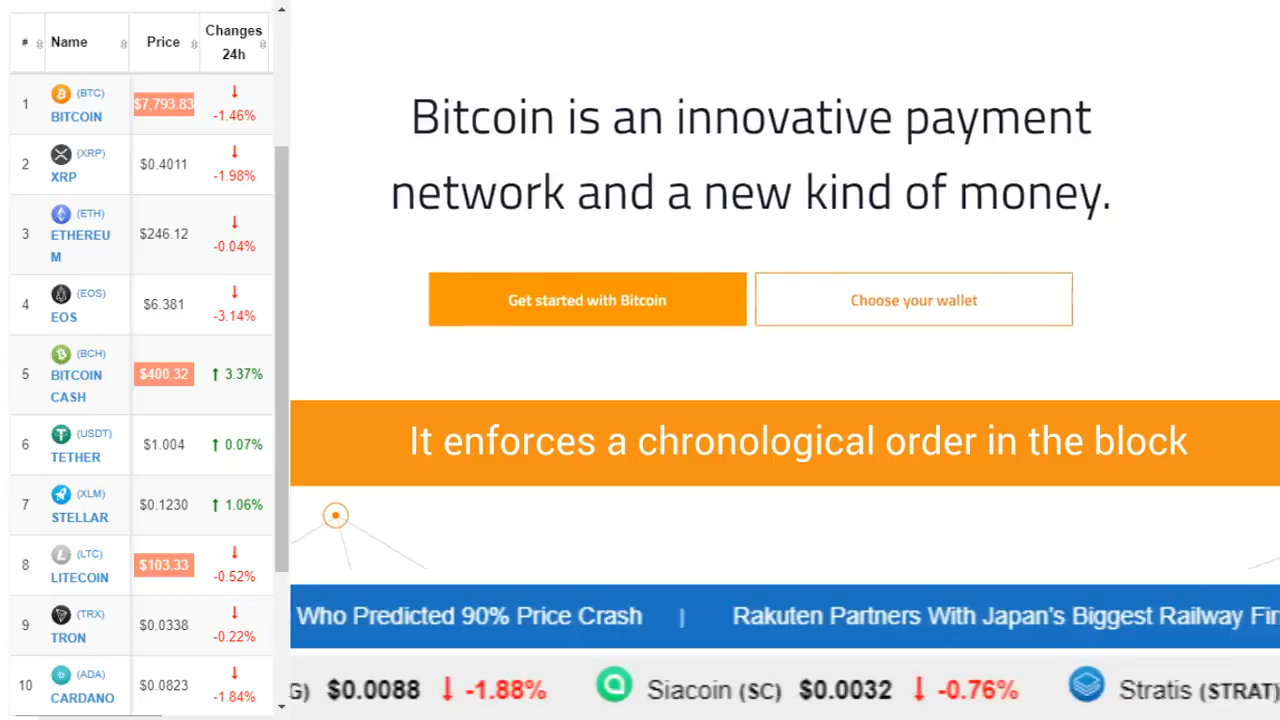 # Name Price Changes 24h
1 (BTC) BITCOIN $7,793.83 ↓ -1.46%
2 (XRP) XRP $0.4011 ↓ -1.98%
3 (ETH) ETHEREU M $246.12 ↓ -0.04%
4 (EOS) EOS $6.381 ↓ -3.14%
5 (BCH) BITCOIN CASH $400.32 ↑ 3.37%
6 (USDT) TETHER $1.004 ↑ 0.07%
7 (XLM) STELLAR $0.1230 ↑ 1.06%
8 (LTC) LITECOIN $103.33 ↓ -0.52%
9 (TRX) TRON $0.0338 ↓ -0.22%
10 (ADA) CARDANO $0.0823 ↓ -1.84%
Bitcoin is an innovative payment
network and a new kind of money.
Get started with Bitcoin Choose your wallet
It enforces a chronological order in the block
Who Predicted 90% Price Crash | Rakuten Partners With Japan's Biggest Railway Fi
G) $0.0088 ↓ -1.88% Siacoin (SC) $0.0032 ↓ -0.76% Stratis (STRAT)